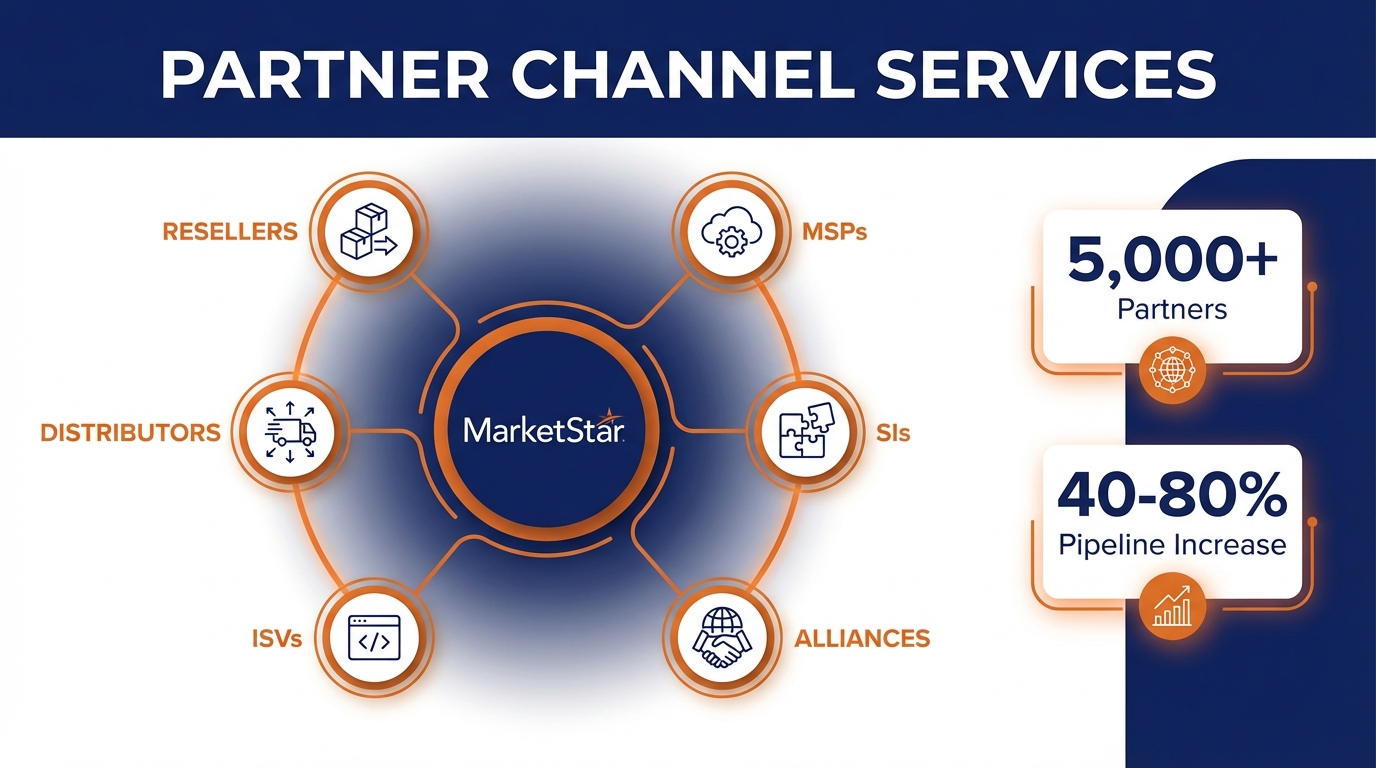 PARTNER CHANNEL SERVICES
RESELLERS
MSPs
DISTRIBUTORS
MarketStar
SIs
ISVs
</>
ALLIANCES
5,000+
Partners
40-80%
Pipeline Increase